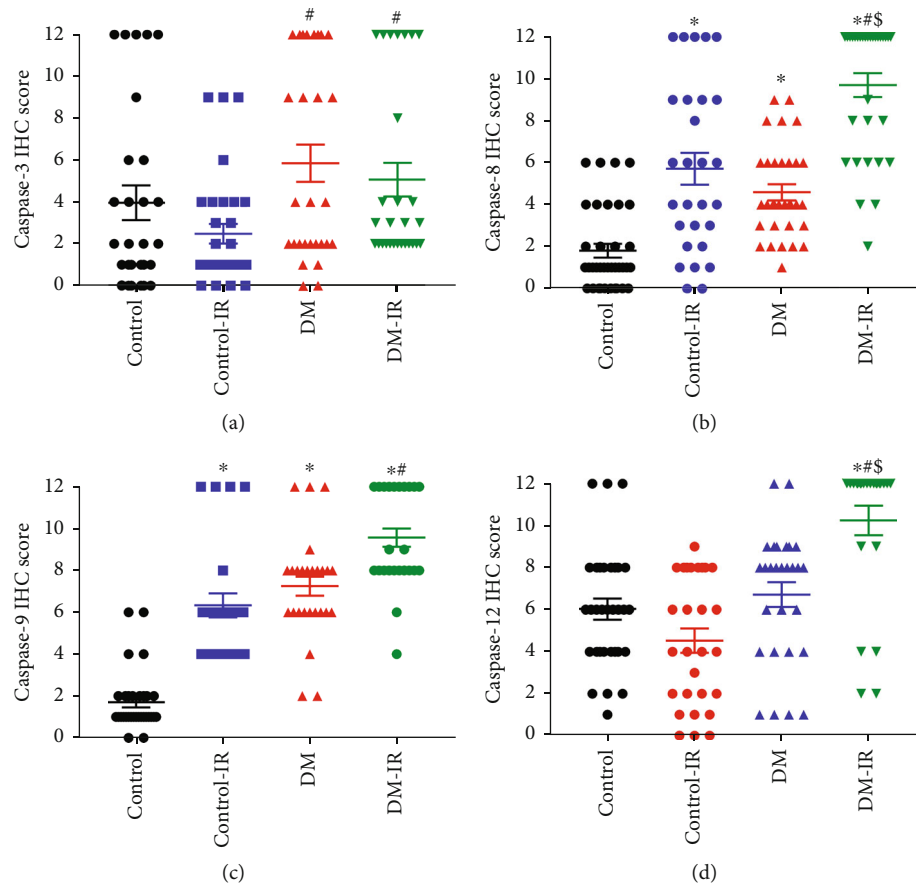 # #
12
10
8
6
4
2
0
Caspase-3 IHC score
Control
Control-IR
DM
DM-IR
(a)
* * *#$
12
10
8
6
4
2
0
Caspase-8 IHC score
Control
Control-IR
DM
DM-IR
(b)
* * *#
12
10
8
6
4
2
0
Caspase-9 IHC score
Control
Control-IR
DM
DM-IR
(c)
*#$
12
10
8
6
4
2
0
Caspase-12 IHC score
Control
Control-IR
DM
DM-IR
(d)